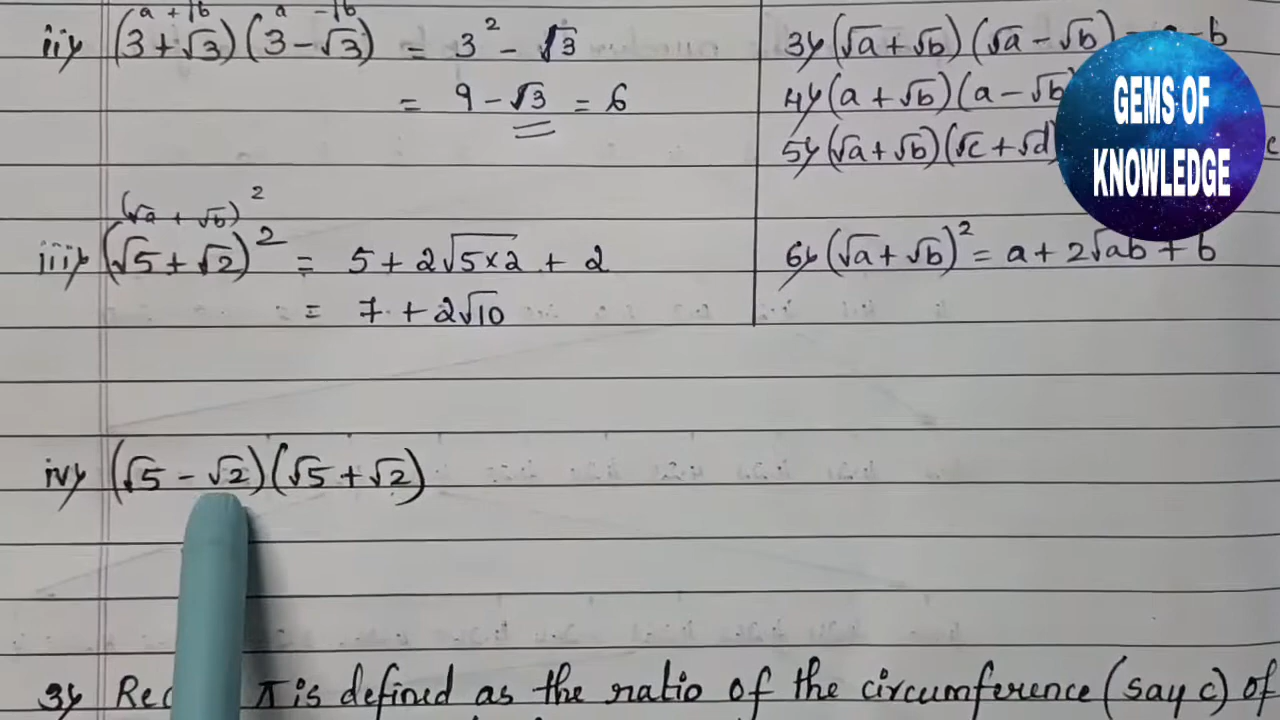 a + √b a - √b
ii) (3 + √3) (3 - √3) = 3² - √3
= 9 - √3 = 6
3) (√a + √b) (√a - √b) = a - b
4) (a + √b) (a - √b)
5) (√a + √b) (√c + √d) c
GEMS OF
KNOWLEDGE
(√a + √b)²
iii) (√5 + √2)² = 5 + 2√5×2 + 2
= 7 + 2√10
6) (√a + √b)² = a + 2√ab + b
iv) (√5 - √2) (√5 + √2)
3) Rec π is defined as the ratio of the circumference (say c) of